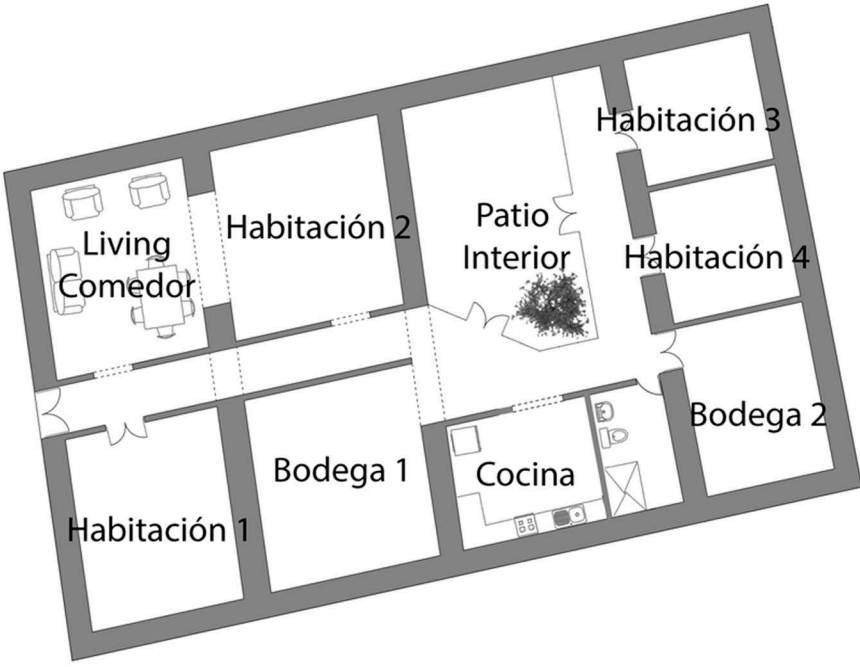 Living
Comedor
Habitación 2
Patio
Interior
Habitación 3
Habitación 4
Bodega 2
Habitación 1
Bodega 1
Cocina